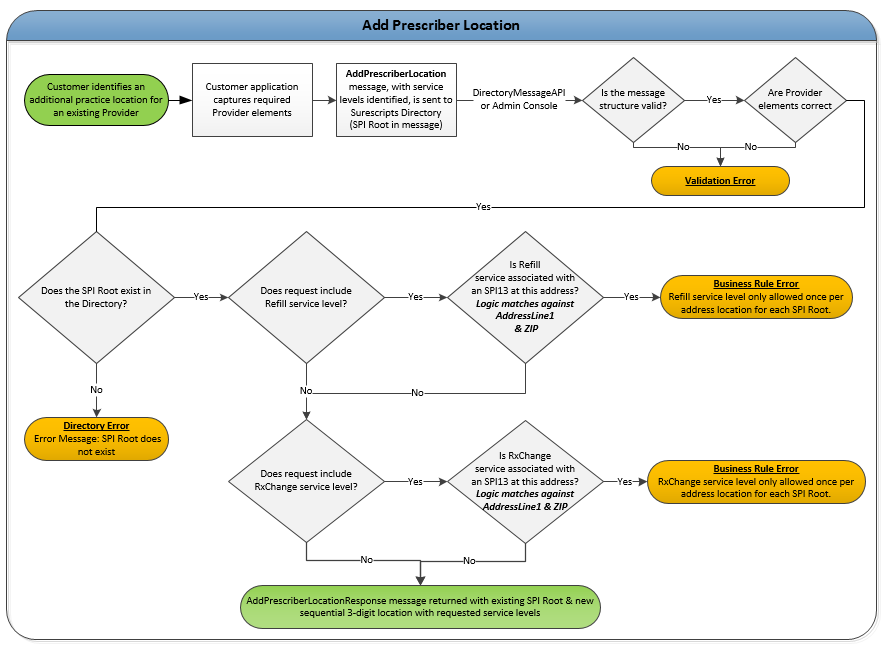 Add Prescriber Location
Customer identifies an
additional practice location for
an existing Provider
Customer application
captures required
Provider elements
AddPrescriberLocation
message, with service
levels identified, is sent to
Surescripts Directory
(SPI Root in message)
DirectoryMessageAPI
or Admin Console
Is the message
structure valid?
Yes
Are Provider
elements correct
No
No
Validation Error
Yes
Does the SPI Root exist in
the Directory?
Yes
Does request include
Refill service level?
Yes
Is Refill
service associated with
an SPI13 at this address?
Logic matches against
AddressLine1
& ZIP
Yes
Business Rule Error
Refill service level only allowed once per
address location for each SPI Root.
No
No
No
Directory Error
Error Message: SPI Root does
not exist
Does request include
RxChange service level?
Yes
Is RxChange
service associated with
an SPI13 at this address?
Logic matches against
AddressLine1 & ZIP
Yes
Business Rule Error
RxChange service level only allowed once per
address location for each SPI Root.
No
No
AddPrescriberLocationResponse message returned with existing SPI Root & new
sequential 3-digit location with requested service levels